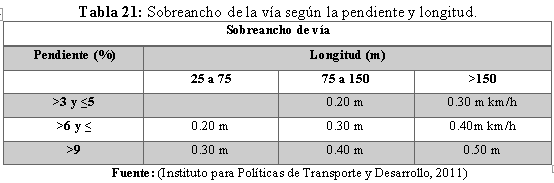 Tabla 21: Sobreancho de la vía según la pendiente y longitud.
Sobreancho de vía
Pendiente (%) Longitud (m)
25 a 75 75 a 150 >150
>3 y ≤5 0.20 m 0.30 m km/h
>6 y ≤ 0.20 m 0.30 m 0.40m km/h
>9 0.30 m 0.40 m 0.50 m
Fuente: (Instituto para Políticas de Transporte y Desarrollo, 2011)